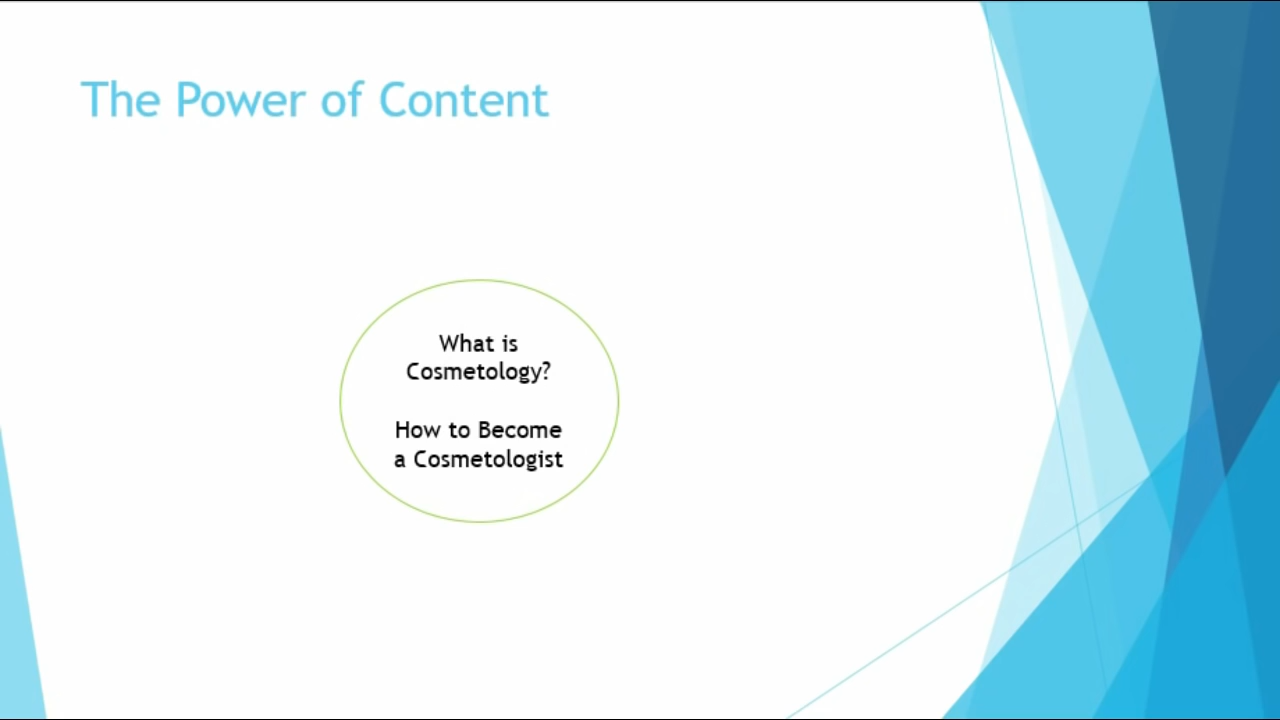 The Power of Content
What is
Cosmetology?
How to Become
a Cosmetologist